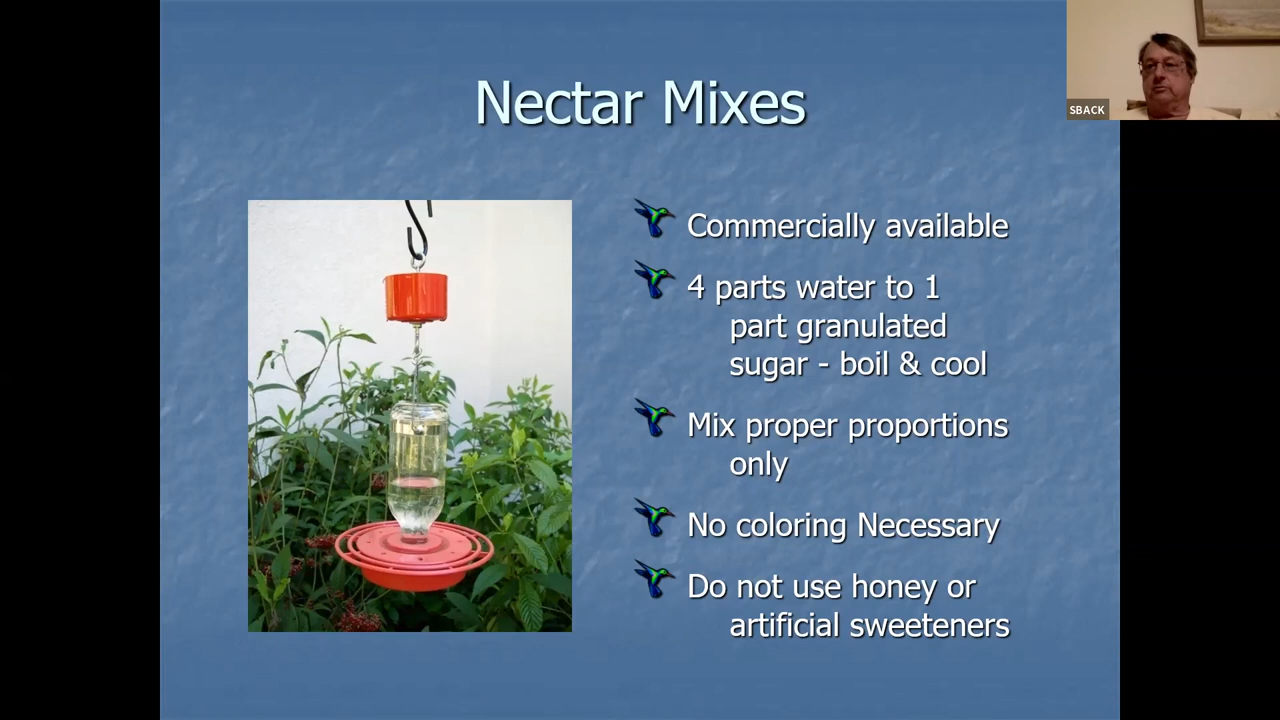 Nectar Mixes
SBACK
Commercially available
4 parts water to 1
part granulated
sugar - boil & cool
Mix proper proportions
only
No coloring Necessary
Do not use honey or
artificial sweeteners